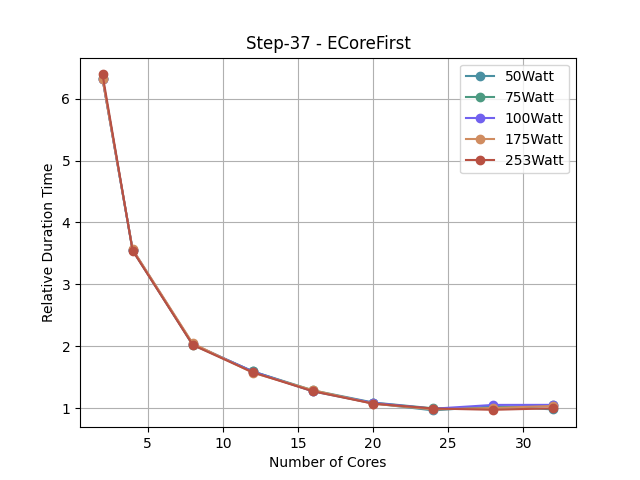 Step-37 - ECoreFirst
50Watt
75Watt
100Watt
175Watt
253Watt
Relative Duration Time
6
5
4
3
2
1
5 10 15 20 25 30
Number of Cores